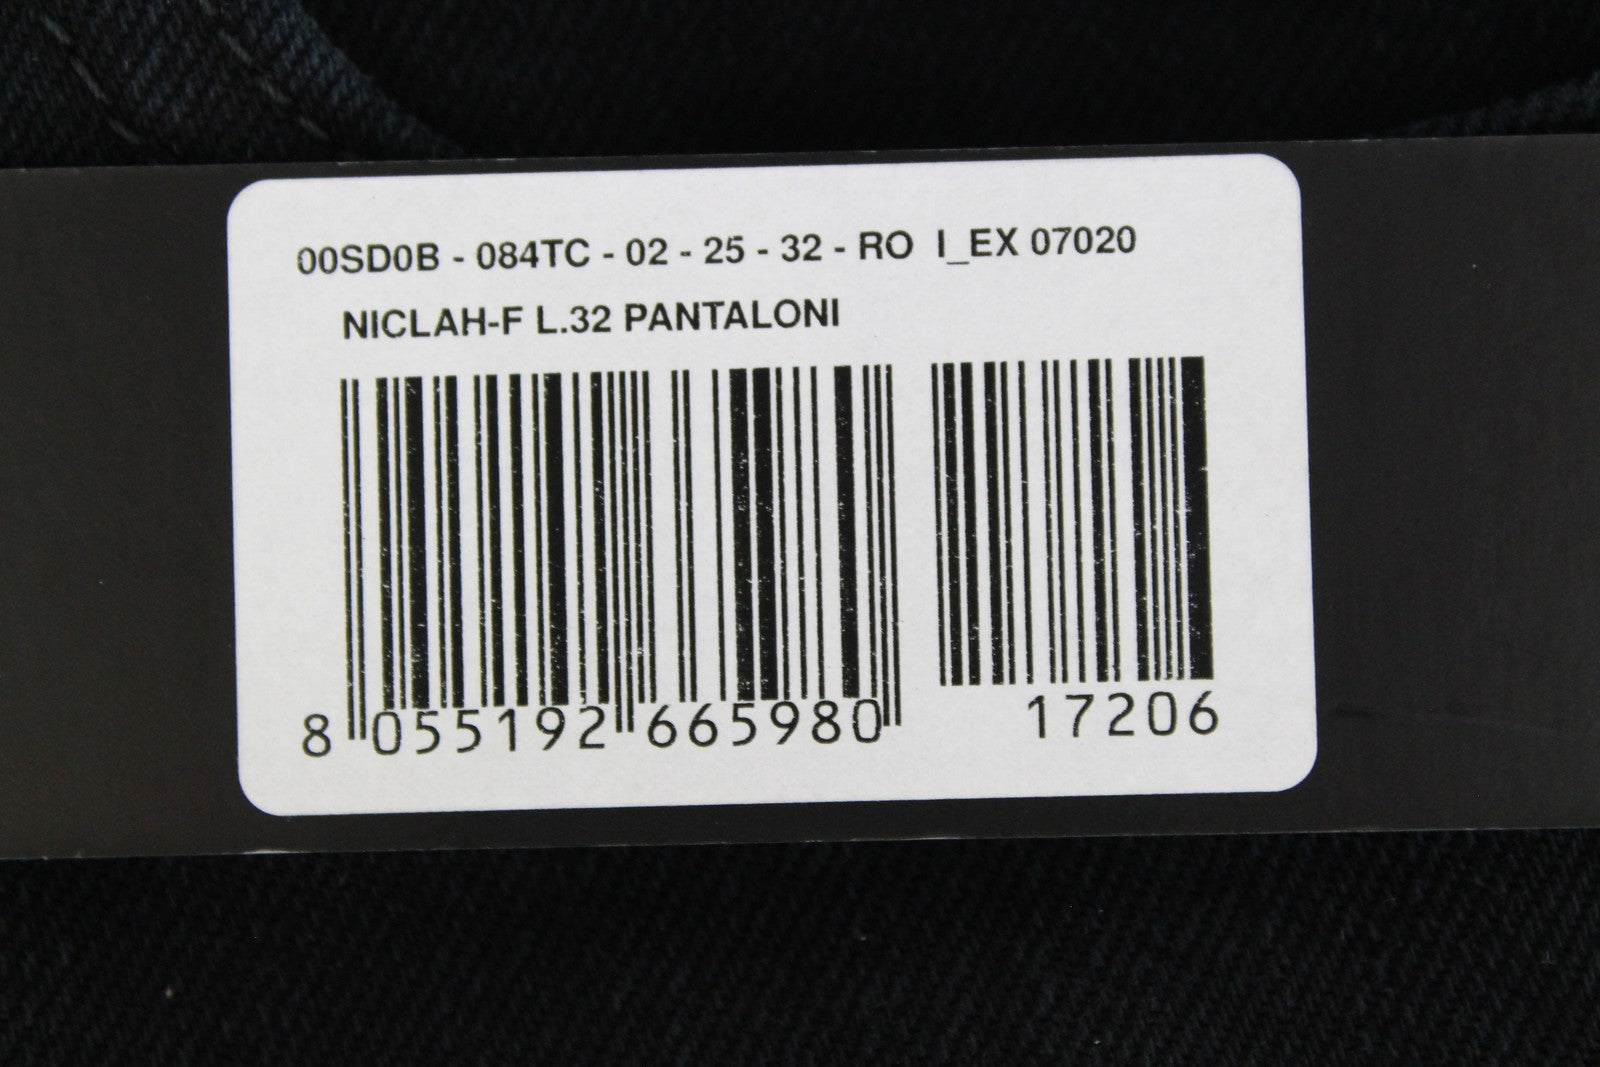 00SD0B - 084TC - 02 - 25 - 32 - RO I_EX 07020
NICLAH-F L.32 PANTALONI
8 055192 665980 17206